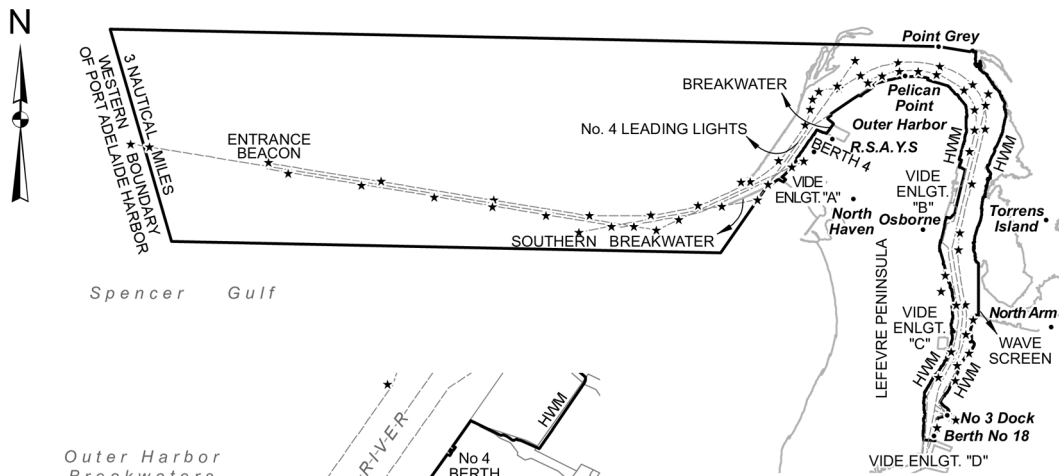 N
Point Grey
3 NAUTICAL MILES
WESTERN BOUNDARY
OF PORT ADELAIDE HARBOR
BREAKWATER
Pelican
Point
No. 4 LEADING LIGHTS
Outer Harbor
R.S.A.Y.S
BERTH 4
HWM
HWM
ENTRANCE
BEACON
VIDE
ENLGT. "A"
VIDE
ENLGT.
"B"
North
Haven
Osborne
Torrens
Island
SOUTHERN BREAKWATER
LEFEVRE PENINSULA
Spencer Gulf
VIDE
ENLGT.
"C"
North Arm
WAVE
SCREEN
HWM
HWM
No 3 Dock
Berth No 18
VIDE ENLGT. "D"
HWM
RIVER
No 4
BERTH
Outer Harbor
Breakwaters